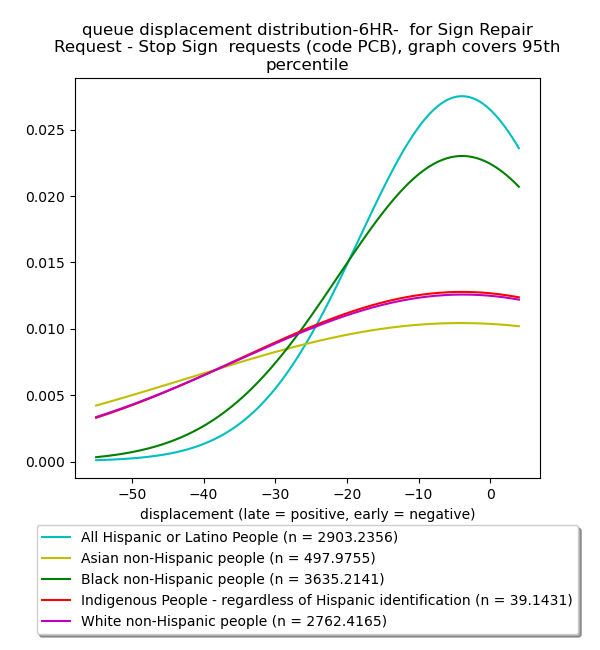 queue displacement distribution-6HR-  for Sign Repair
Request - Stop Sign  requests (code PCB), graph covers 95th
percentile
0.025
0.020
0.015
0.010
0.005
0.000
−50 −40 −30 −20 −10 0
displacement (late = positive, early = negative)
All Hispanic or Latino People (n = 2903.2356)
Asian non-Hispanic people (n = 497.9755)
Black non-Hispanic people (n = 3635.2141)
Indigenous People - regardless of Hispanic identification (n = 39.1431)
White non-Hispanic people (n = 2762.4165)